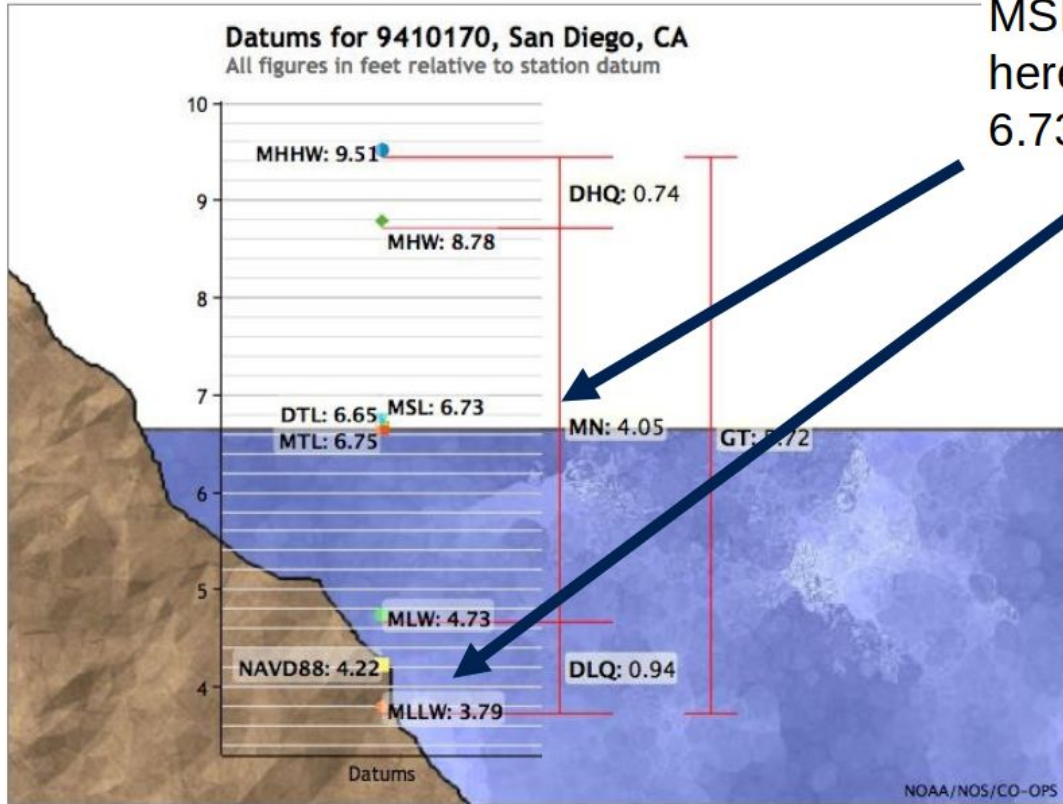 Datums for 9410170, San Diego, CA
All figures in feet relative to station datum
here
6.73
10
MHHW: 9.51
DHQ: 0.74
9
MHW: 8.78
8
7
DTL: 6.65
MSL: 6.73
MTL: 6.75
MN: 4.05
GT: .72
6
5
MLW: 4.73
NAVD88: 4.22
DLQ: 0.94
4
MLLW: 3.79
Datums
NOAA/NOS/CO-OPS